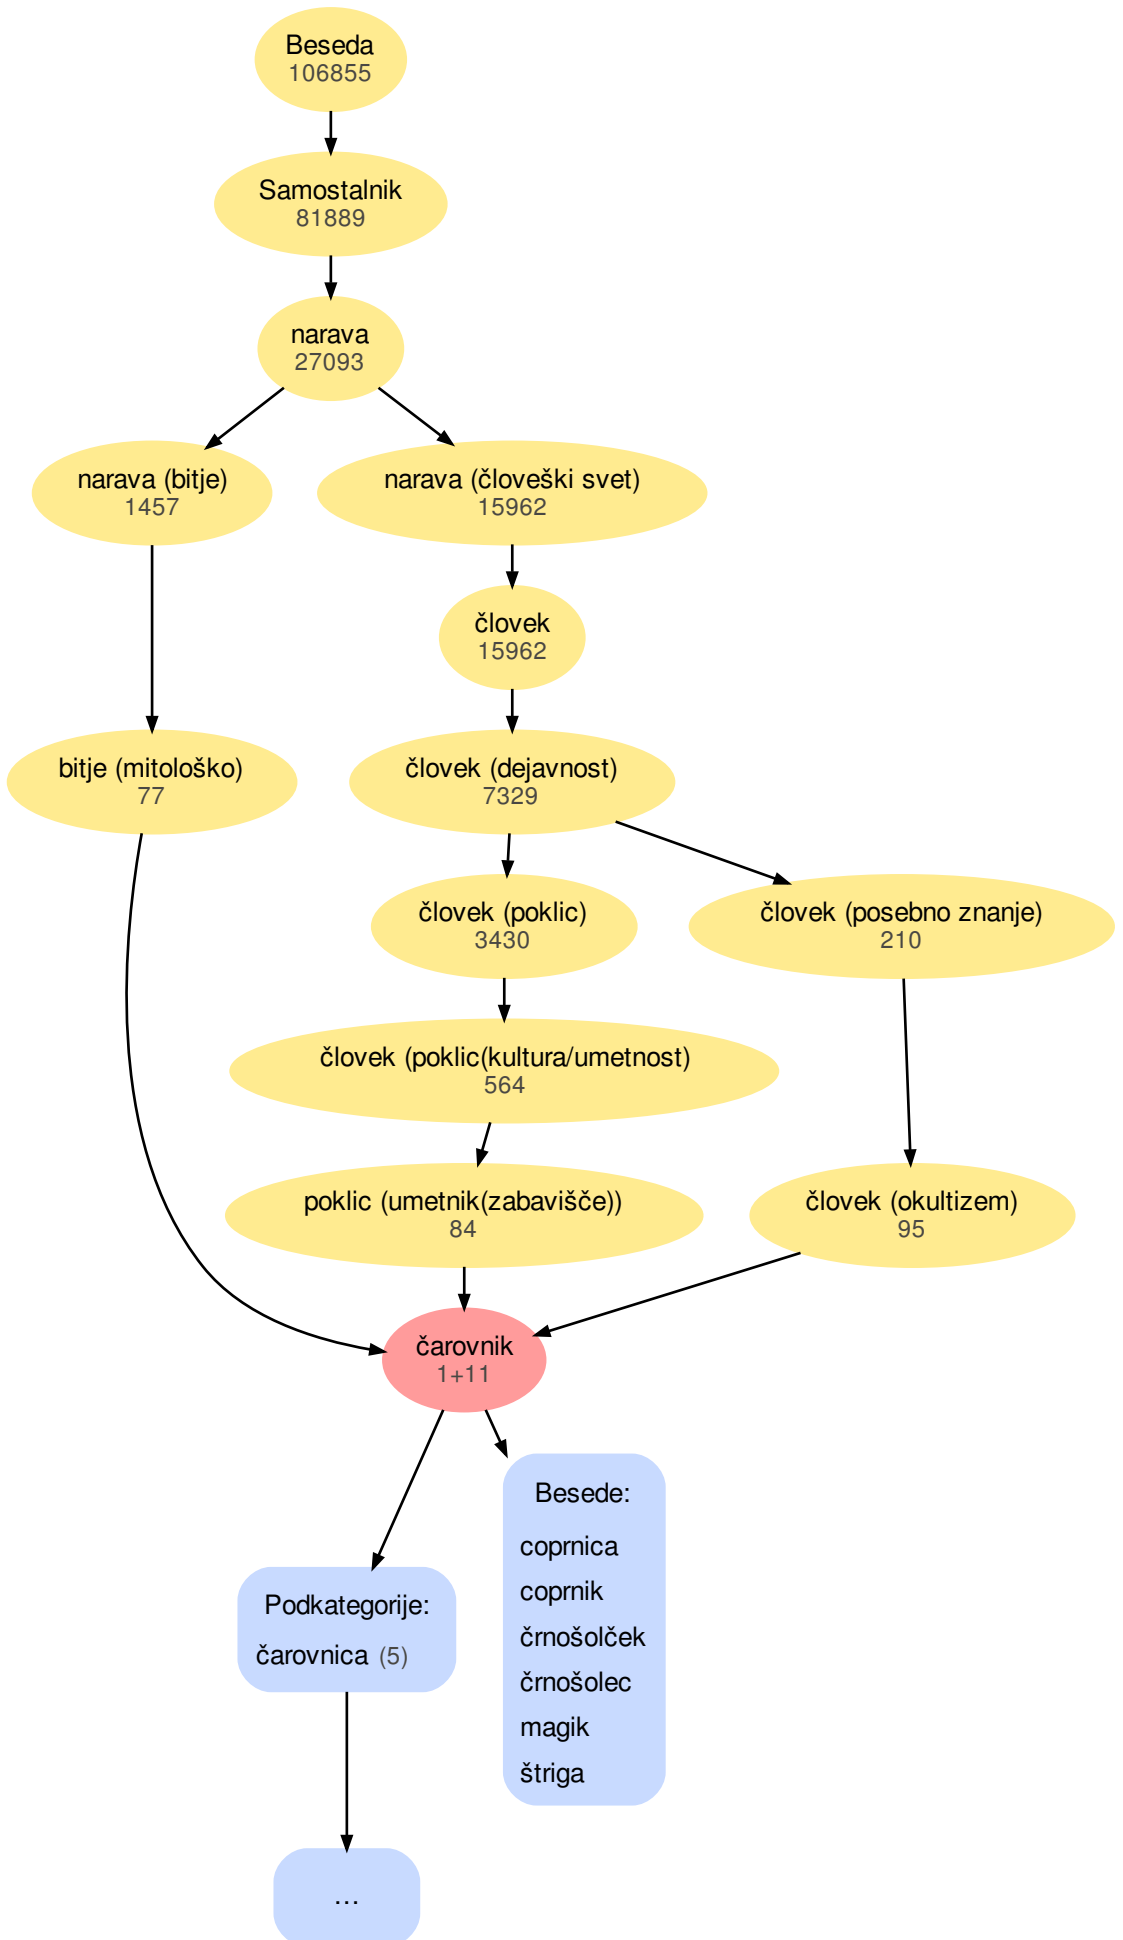 Beseda
106855
Samostalnik
81889
narava
27093
narava (bitje)
1457
narava (človeški svet)
15962
človek
15962
bitje (mitološko)
77
človek (dejavnost)
7329
človek (poklic)
3430
človek (posebno znanje)
210
človek (poklic(kultura/umetnost)
564
poklic (umetnik(zabavišče))
84
človek (okultizem)
95
čarovnik
1+11
Podkategorije:
čarovnica (5)
Besede:
coprnica
coprnik
črnošolček
črnošolec
magik
štriga
...